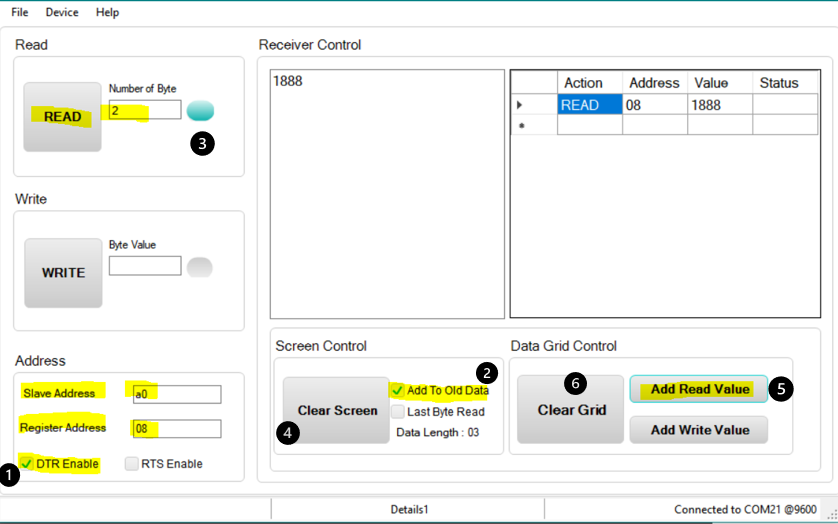 File Device Help
Read
READ
Number of Byte
2
3
Write
WRITE
Byte Value
Address
Slave Address a0
Register Address 08
1
DTR Enable RTS Enable
Receiver Control
1888
Action Address Value Status
READ 08 1888
Screen Control
Clear Screen
4
2
Add To Old Data
Last Byte Read
Data Length : 03
Data Grid Control
6
Clear Grid
Add Read Value
5
Add Write Value
Details1 Connected to COM21 @9600